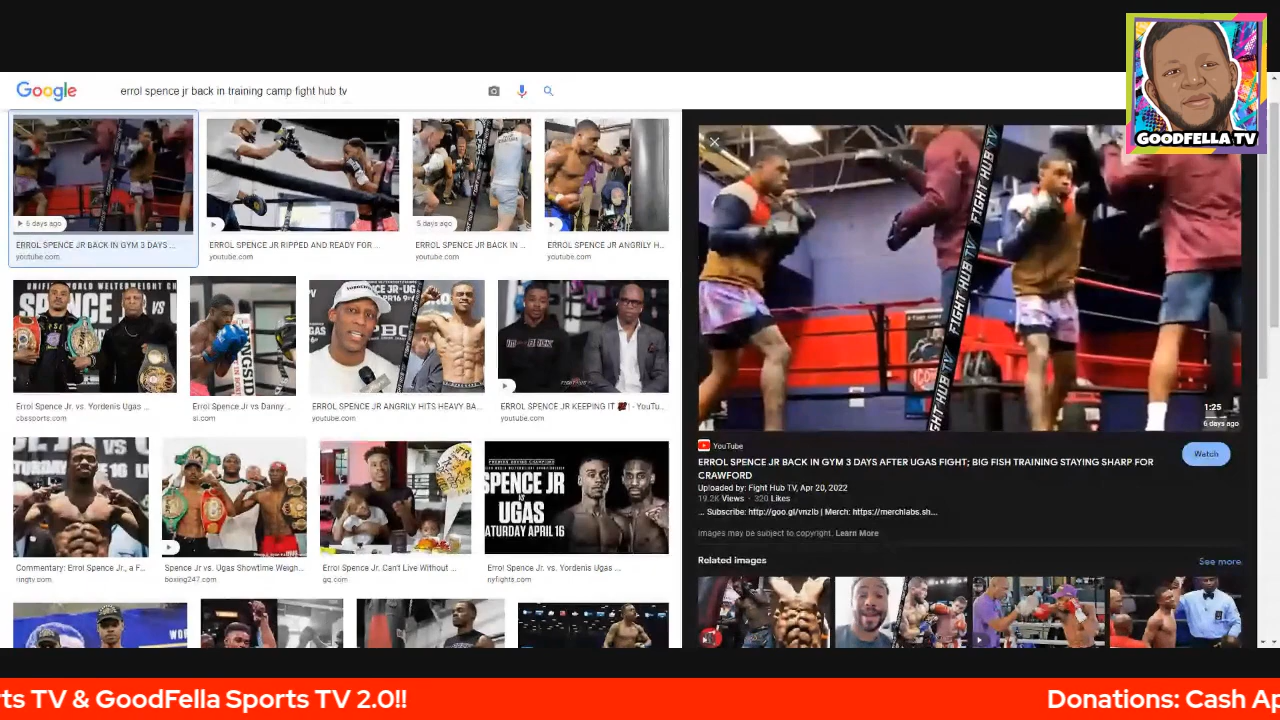 GOODFELLA TV
Google
errol spence jr back in training camp fight hub tv
6 days ago
ERROL SPENCE JR BACK IN GYM 3 DAYS ...
youtube.com
ERROL SPENCE JR RIPPED AND READY FOR ...
youtube.com
5 days ago
ERROL SPENCE JR BACK IN ...
youtube.com
ERROL SPENCE JR ANGRILY H...
youtube.com
SPENCE JR VS U
Errol Spence Jr. vs. Yordenis Ugas ...
cbssports.com
Errol Spence Jr vs Danny ...
si.com
ERROL SPENCE JR ANGRILY HITS HEAVY BA...
youtube.com
ERROL SPENCE JR KEEPING IT 💯! - YouTu...
youtube.com
Commentary: Errol Spence Jr., a F...
ringtv.com
Spence Jr vs. Ugas Showtime Weigh...
boxing247.com
Errol Spence Jr. Can't Live Without ...
gq.com
SPENCE JR
VS
UGAS
SATURDAY APRIL 16
Errol Spence Jr. vs. Yordenis Ugas ...
nyfights.com
FIGHT HUB TV
FIGHT HUB TV
HUB TV
1:25
6 days ago
YouTube
Watch
ERROL SPENCE JR BACK IN GYM 3 DAYS AFTER UGAS FIGHT; BIG FISH TRAINING STAYING SHARP FOR
CRAWFORD
Uploaded by: Fight Hub TV, Apr 20, 2022
19.2K Views · 320 Likes
... Subscribe: http://goo.gl/vnzlb | Merch: https://merchlabs.sh...
Images may be subject to copyright. Learn More
Related images
See more
ts TV & GoodFella Sports TV 2.0!!
Donations: Cash Ap